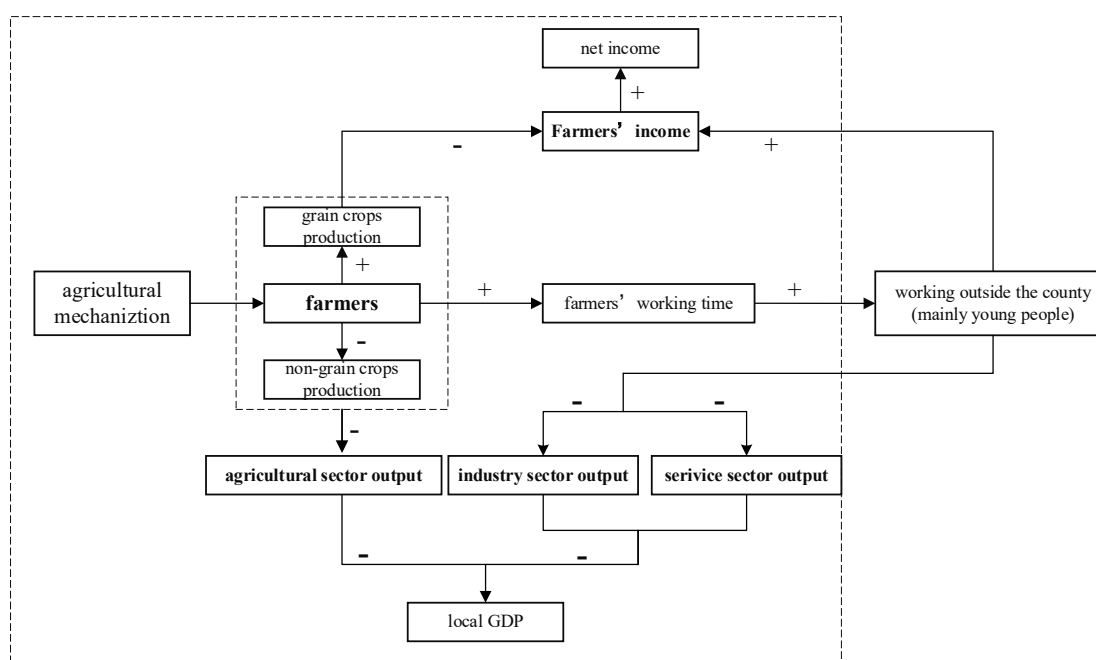 net income
+
Farmers’ income
-
+
grain crops
production
+
agricultural
mechaniztion
farmers
+
farmers’ working time
+
working outside the county
(mainly young people)
-
non-grain crops
production
-
-
-
agricultural sector output
industry sector output
serivice sector output
-
-
local GDP